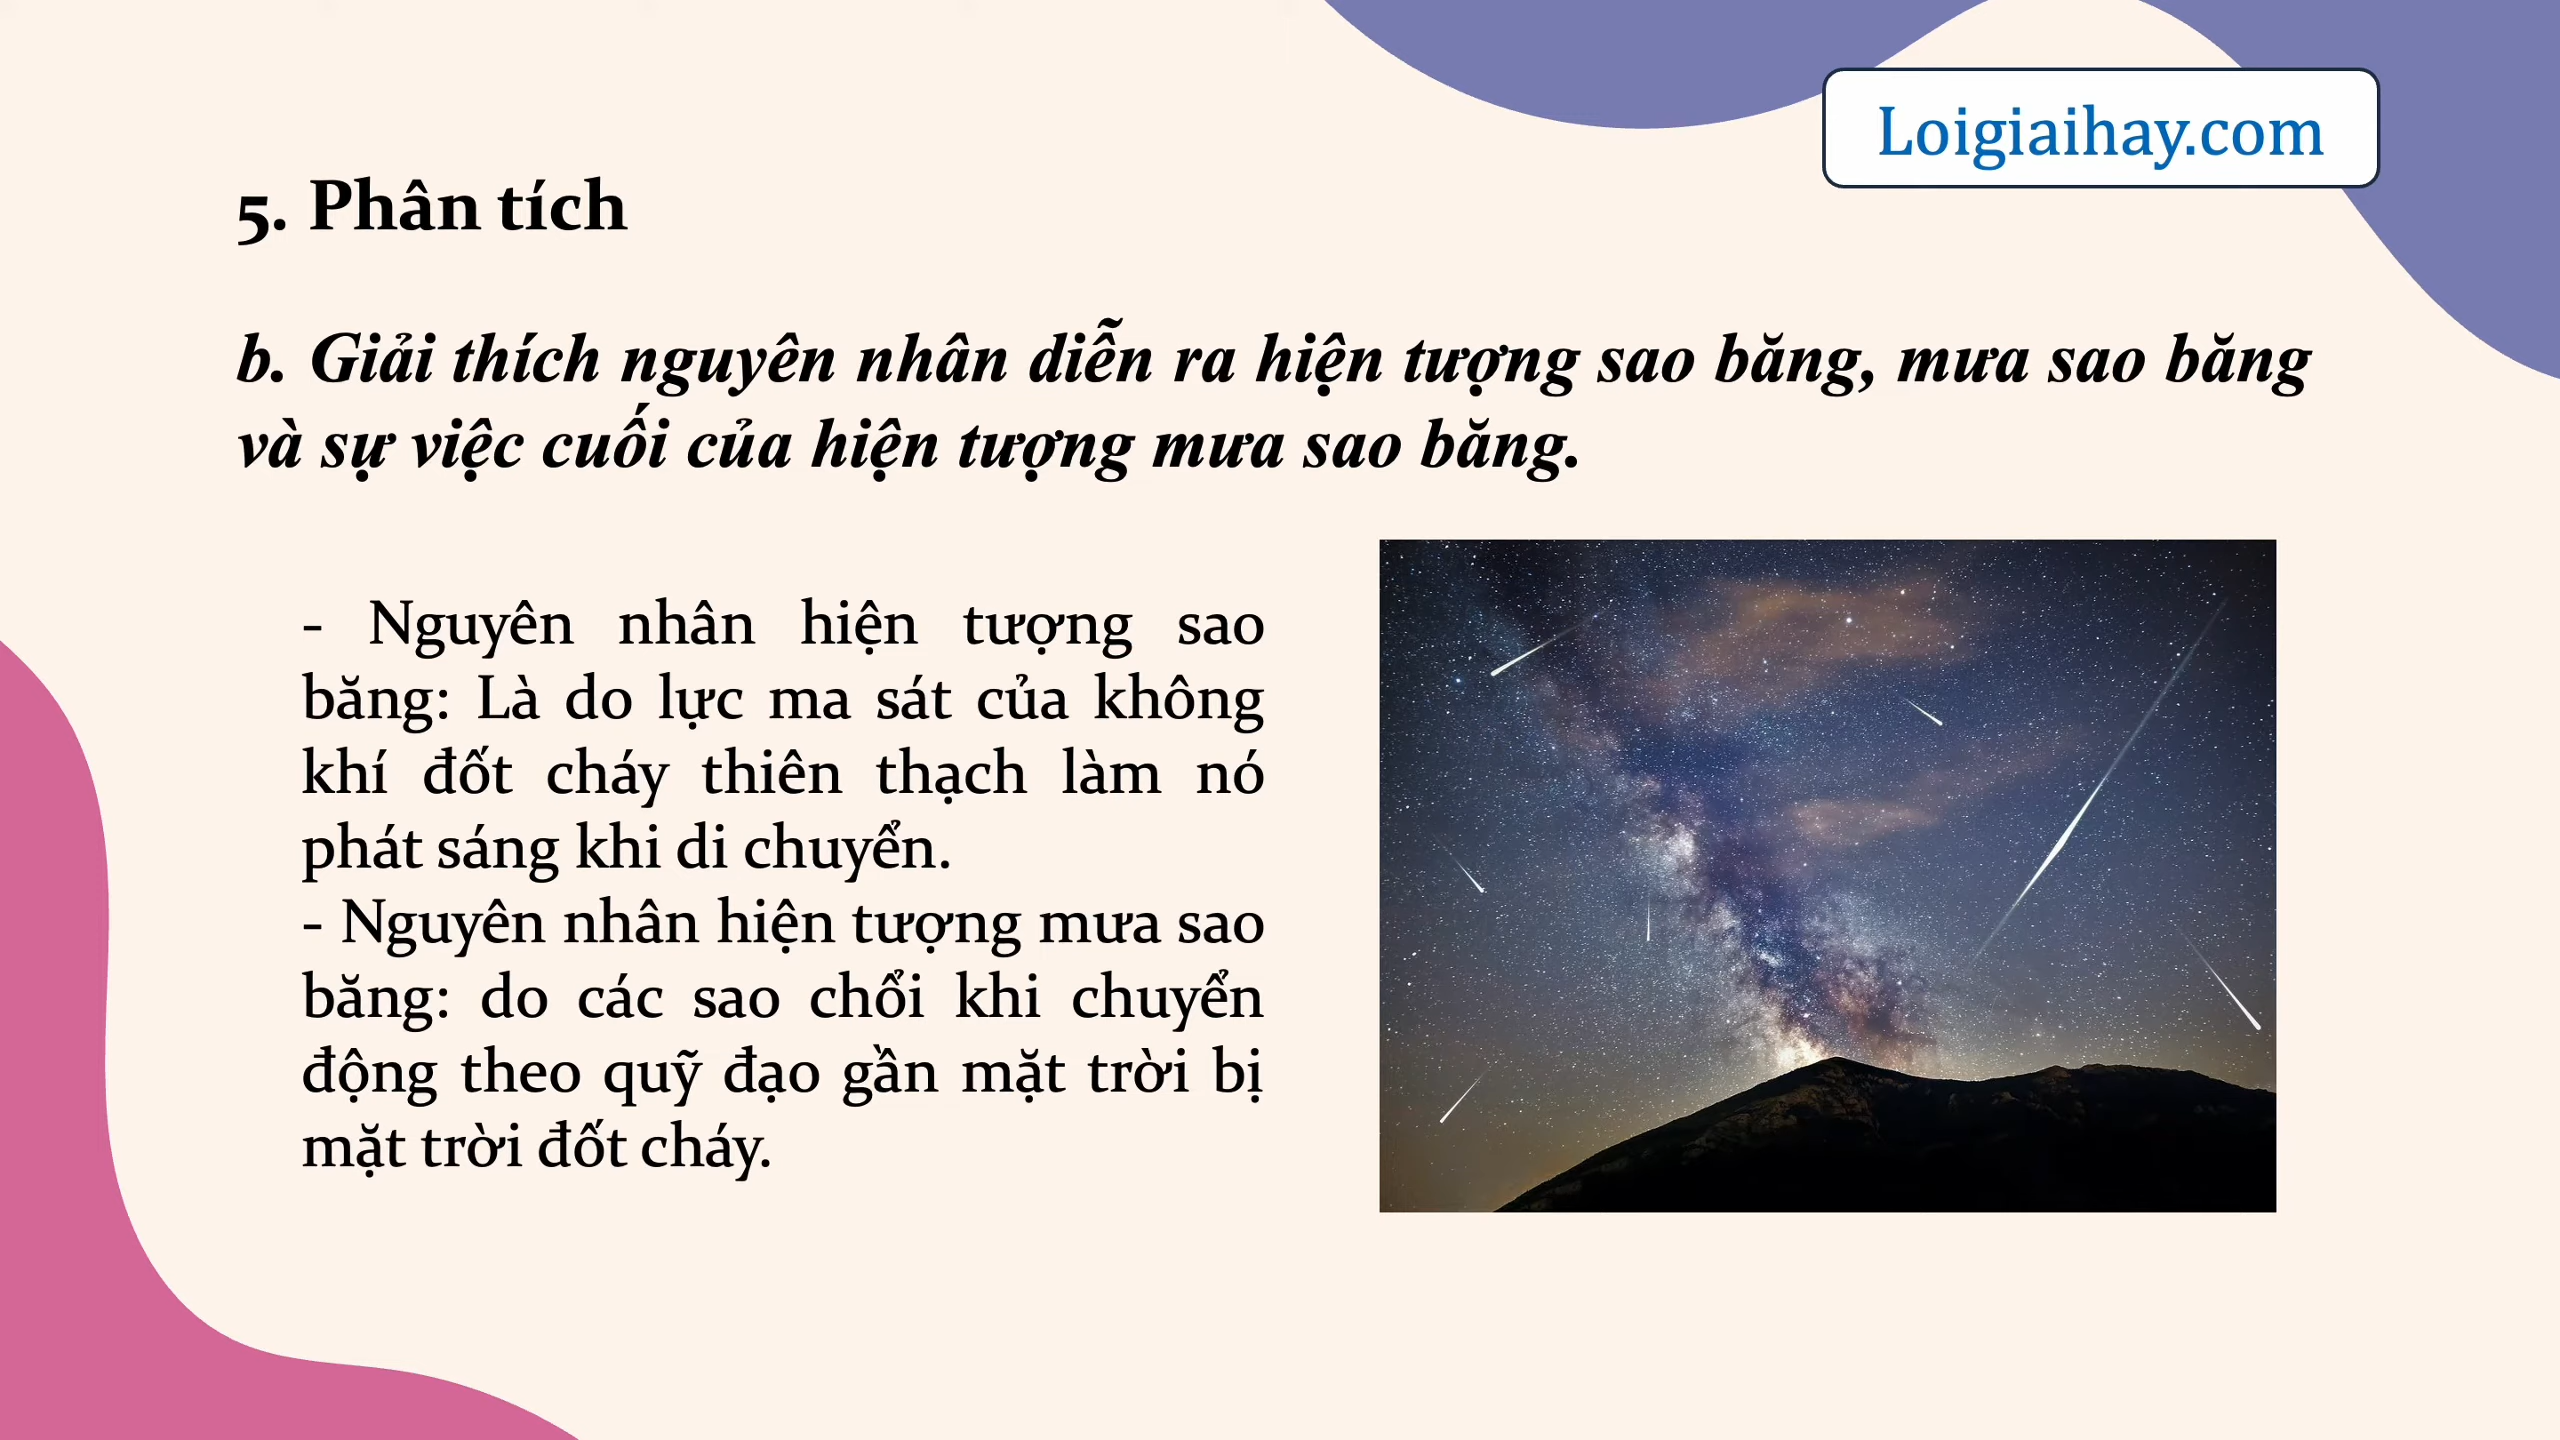 Loigiaihay.com
5. Phân tích
b. Giải thích nguyên nhân diễn ra hiện tượng sao băng, mưa sao băng
và sự việc cuối của hiện tượng mưa sao băng.
- Nguyên nhân hiện tượng sao
băng: Là do lực ma sát của không
khí đốt cháy thiên thạch làm nó
phát sáng khi di chuyển.
- Nguyên nhân hiện tượng mưa sao
băng: do các sao chổi khi chuyển
động theo quỹ đạo gần mặt trời bị
mặt trời đốt cháy.